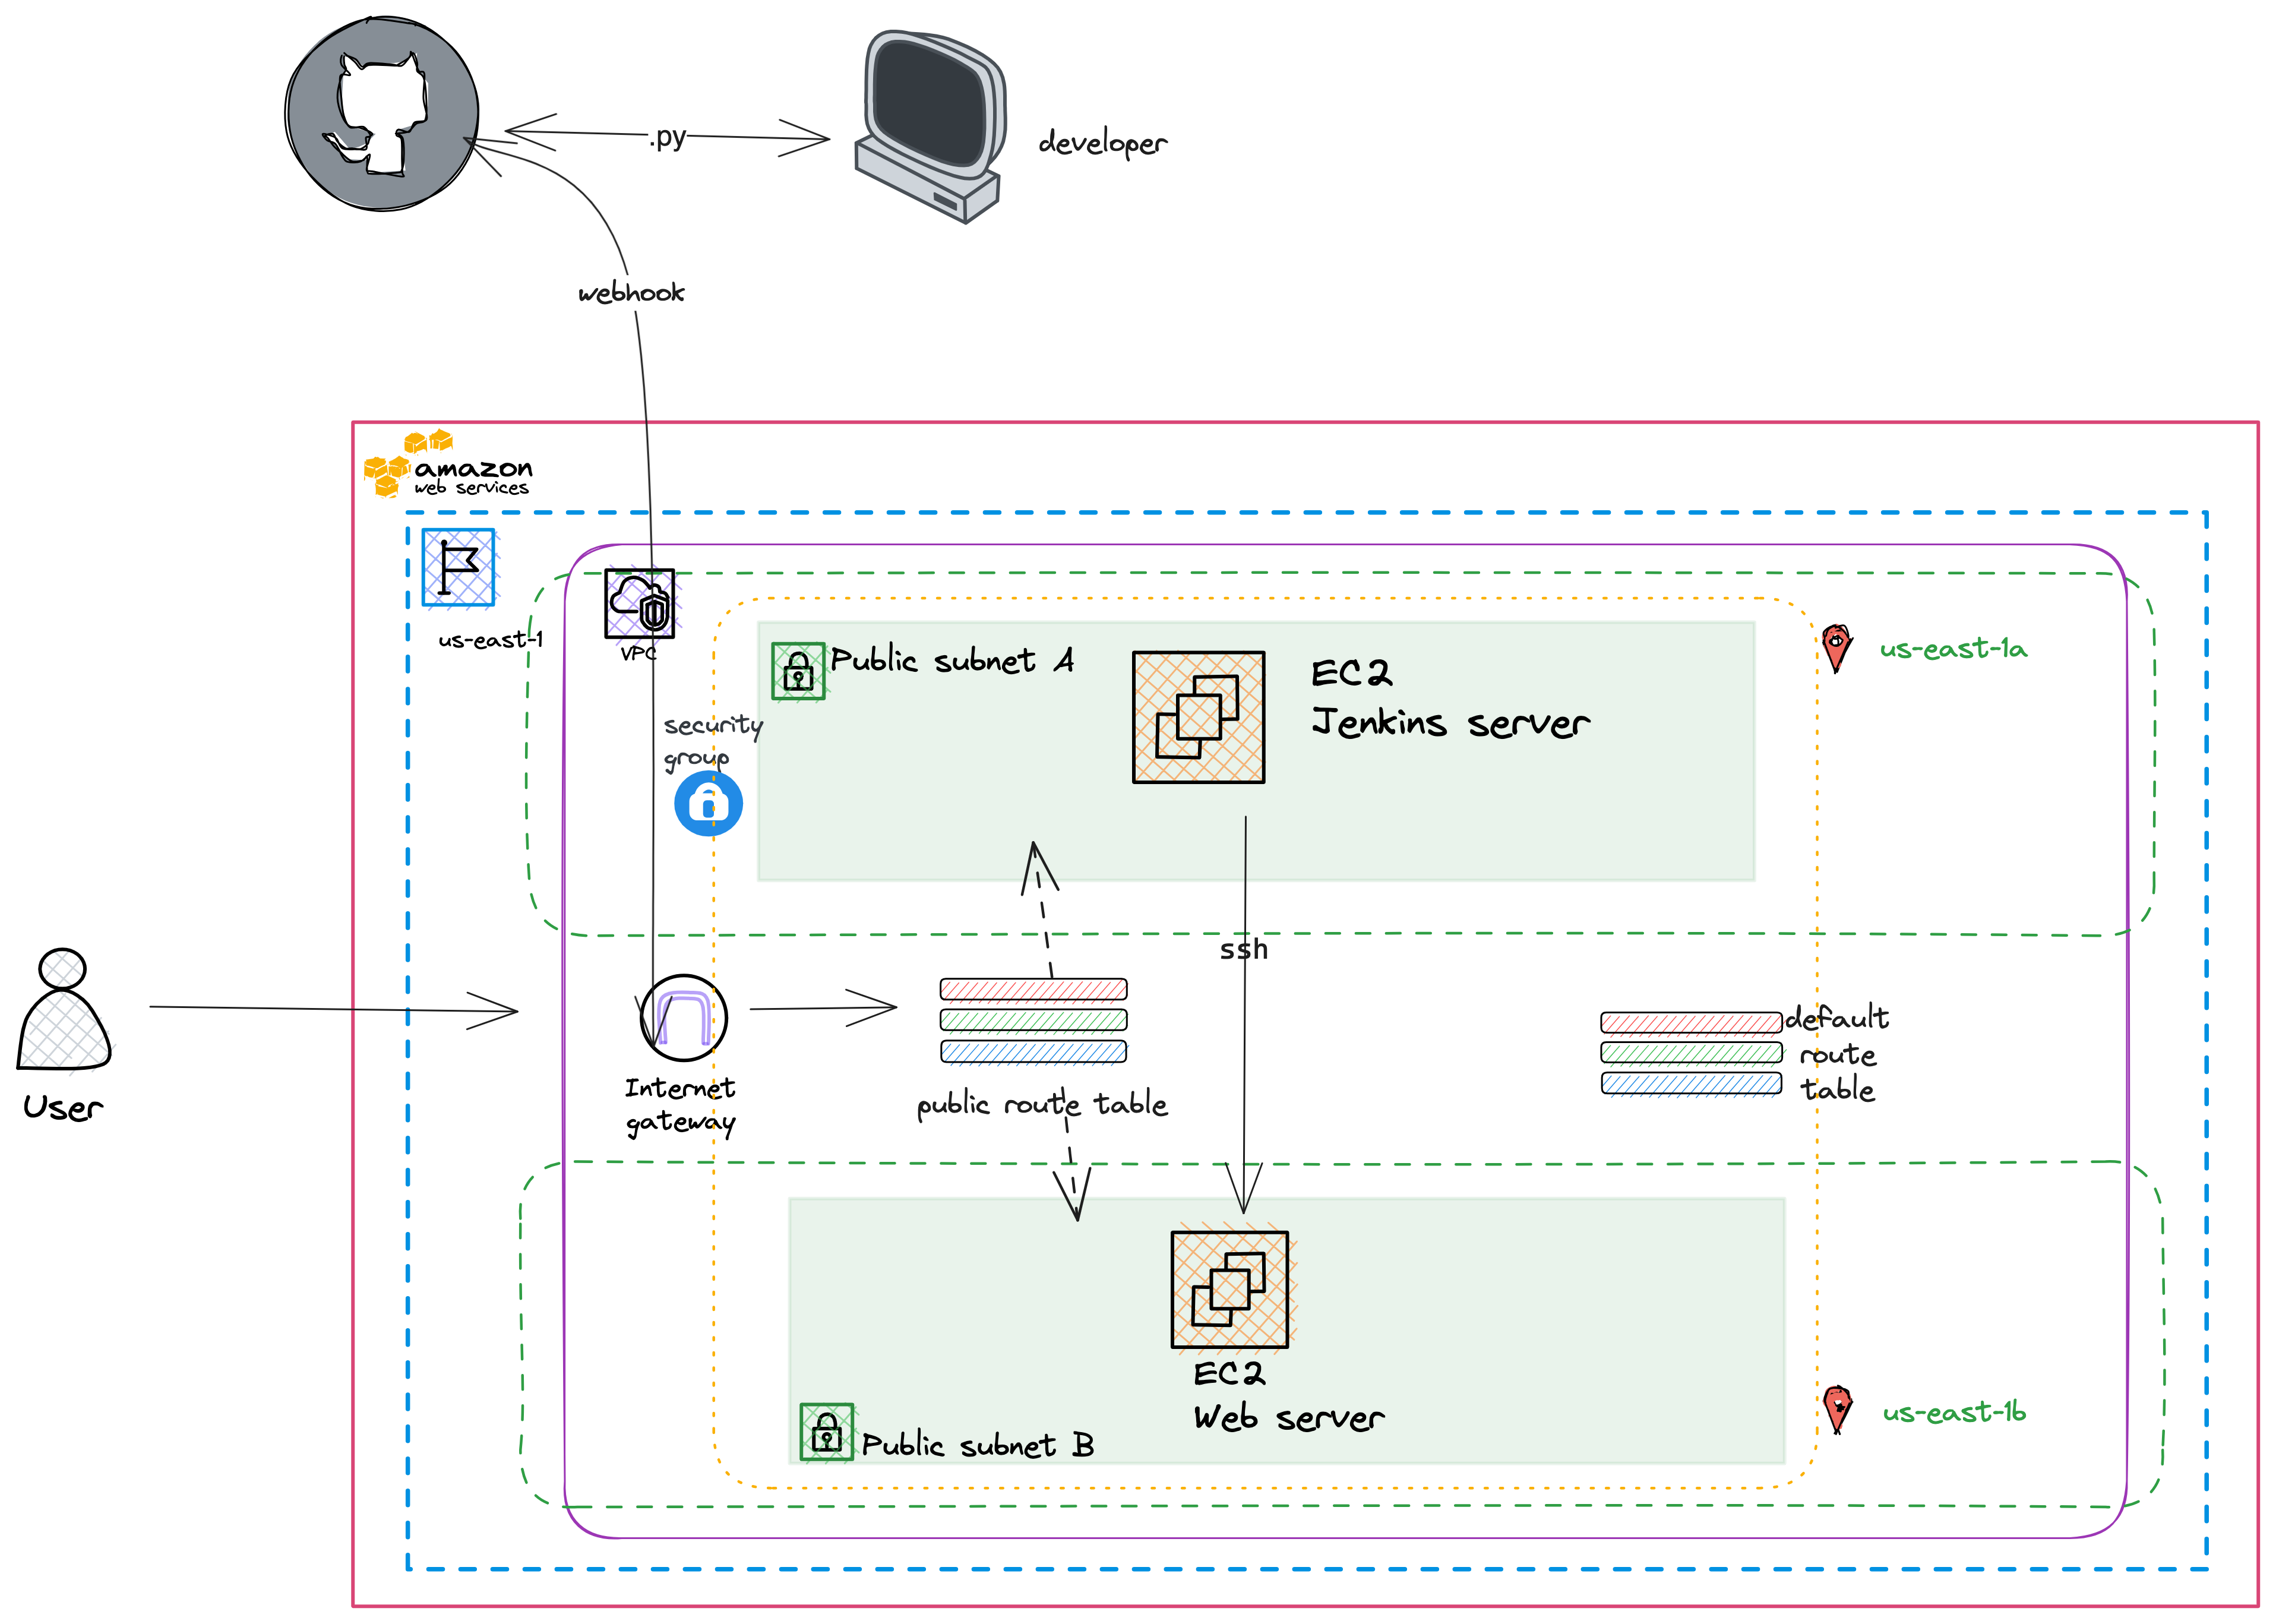 .py
developer
webhook
amazon
web services
us-east-1
VPC
Public subnet A
EC2
Jenkins server
us-east-1a
security
group
ssh
User
Internet
gateway
public route table
default
route
table
EC2
Web server
Public subnet B
us-east-1b